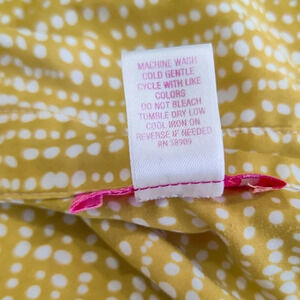 MACHINE WASH
COLD GENTLE
CYCLE WITH LIKE
COLORS
DO NOT BLEACH
TUMBLE DRY LOW
COOL IRON ON
REVERSE IF NEEDED
RN 58909